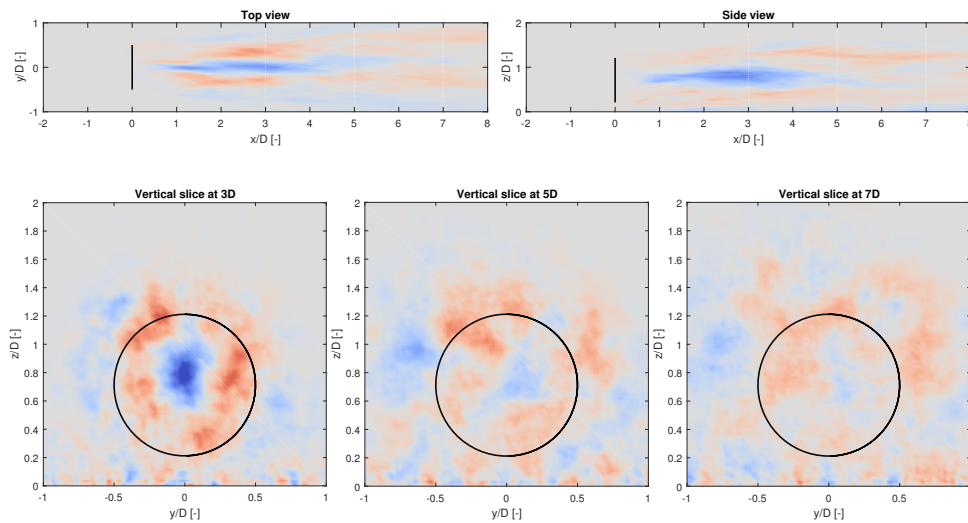 Top view
1
0
-1
y/D [-]
-2 -1 0 1 2 3 4 5 6 7 8
x/D [-]
Side view
2
1
0
z/D [-]
-2 -1 0 1 2 3 4 5 6 7 8
x/D [-]
Vertical slice at 3D
2
1.8
1.6
1.4
1.2
1
0.8
0.6
0.4
0.2
0
z/D [-]
-1 -0.5 0 0.5 1
y/D [-]
Vertical slice at 5D
2
1.8
1.6
1.4
1.2
1
0.8
0.6
0.4
0.2
0
z/D [-]
-1 -0.5 0 0.5 1
y/D [-]
Vertical slice at 7D
2
1.8
1.6
1.4
1.2
1
0.8
0.6
0.4
0.2
0
z/D [-]
-1 -0.5 0 0.5
y/D [-]